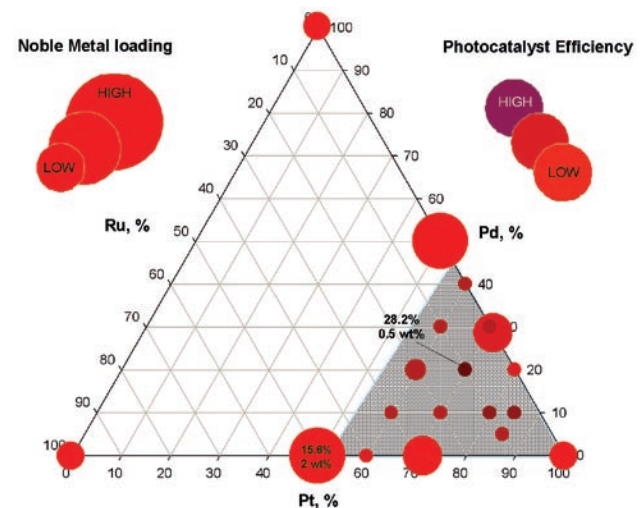 Noble Metal loading
Photocatalyst Efficiency
HIGH
LOW
HIGH
LOW
100
10
90
20
80
30
70
40
60
Ru, %
Pd, %
50
60
40
28.2%
0.5 wt%
70
80
20
90
10
100
0
15.6%
2 wt%
0 10 20 30 40 50 60 70 80 90 100
Pt, %